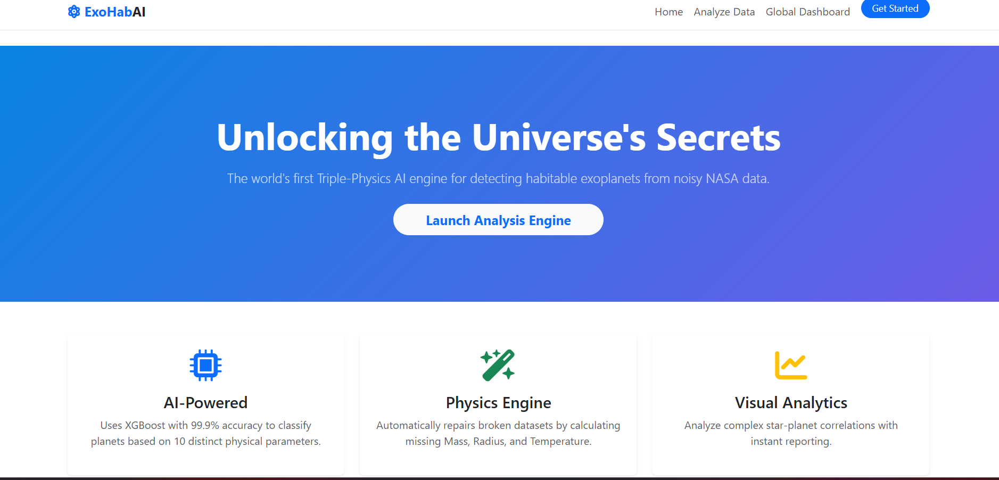 ExoHabAI
Home Analyze Data Global Dashboard Get Started
Unlocking the Universe's Secrets
The world's first Triple-Physics AI engine for detecting habitable exoplanets from noisy NASA data.
Launch Analysis Engine
AI-Powered
Uses XGBoost with 99.9% accuracy to classify
planets based on 10 distinct physical parameters.
Physics Engine
Automatically repairs broken datasets by calculating
missing Mass, Radius, and Temperature.
Visual Analytics
Analyze complex star-planet correlations with
instant reporting.